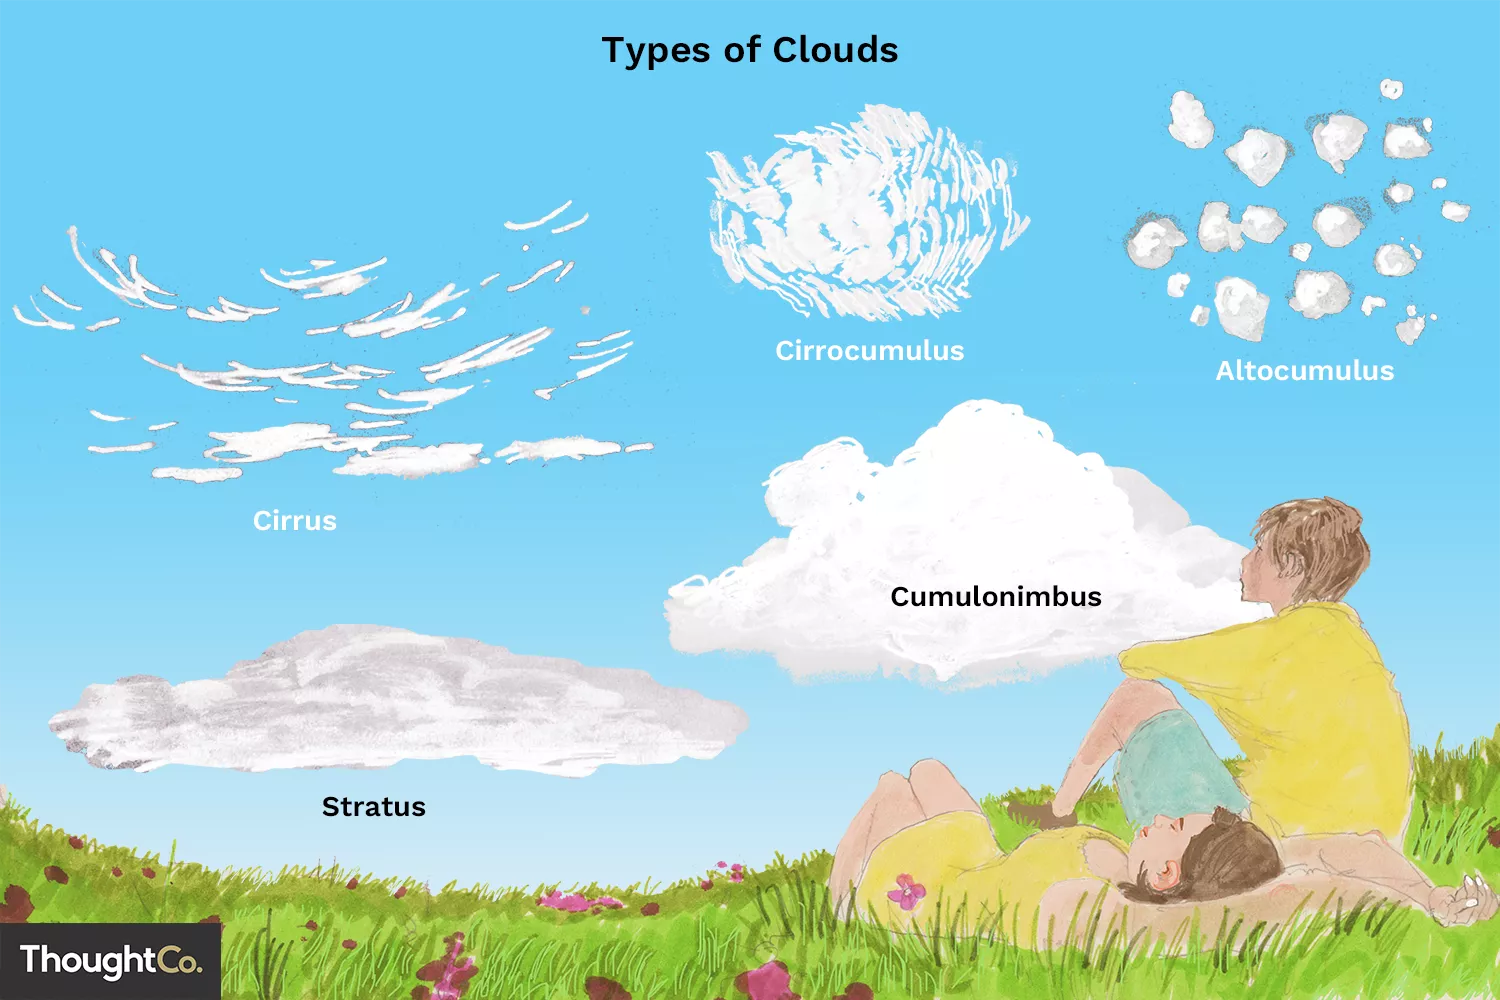 Types of Clouds
Cirrocumulus
Altocumulus
Cirrus
Cumulonimbus
Stratus
ThoughtCo.